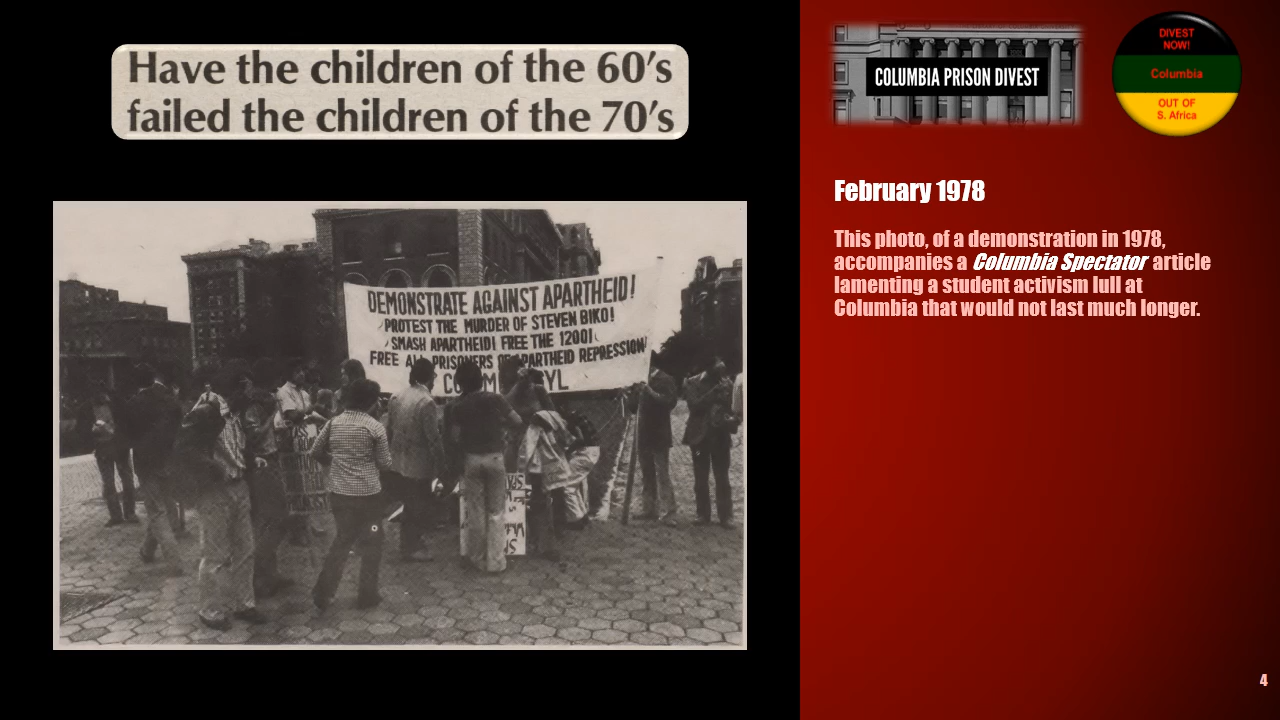 Have the children of the 60's
failed the children of the 70's
DEMONSTRATE AGAINST APARTHEID!
PROTEST THE MURDER OF STEVEN BIKO!
SMASH APARTHEID! FREE THE 1200!
FREE ALL PRISONERS OF APARTHEID REPRESSION
COLUMBIA PRISON DIVEST
DIVEST
NOW!
Columbia
OUT OF
S. Africa
February 1978
This photo, of a demonstration in 1978,
accompanies a Columbia Spectator article
lamenting a student activism lull at
Columbia that would not last much longer.
4